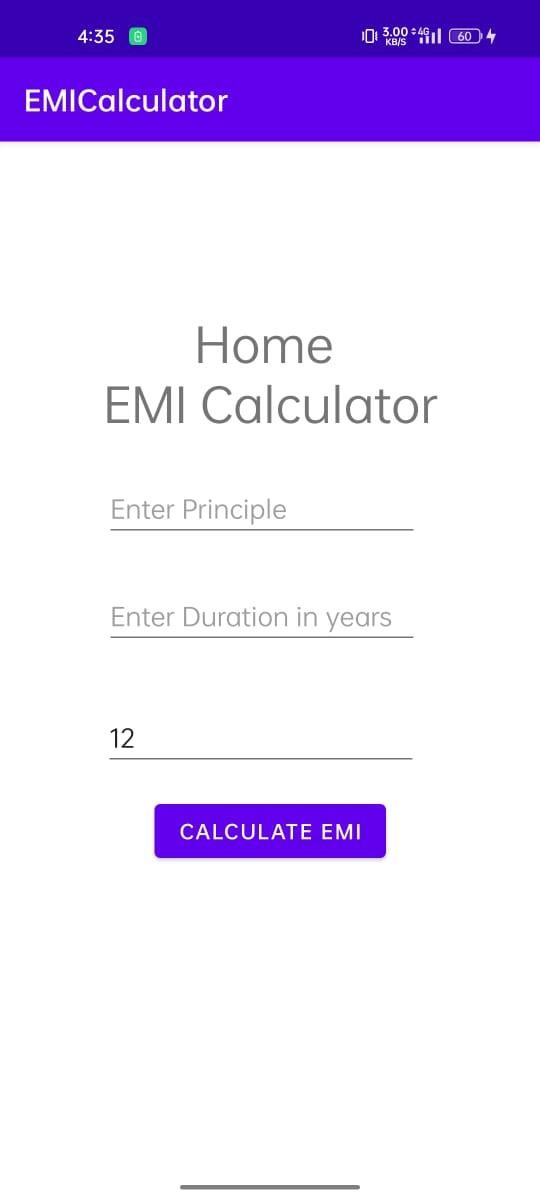 4:35
3.00 4G 60
KB/S
EMICalculator
Home
EMI Calculator
Enter Principle
Enter Duration in years
12
CALCULATE EMI